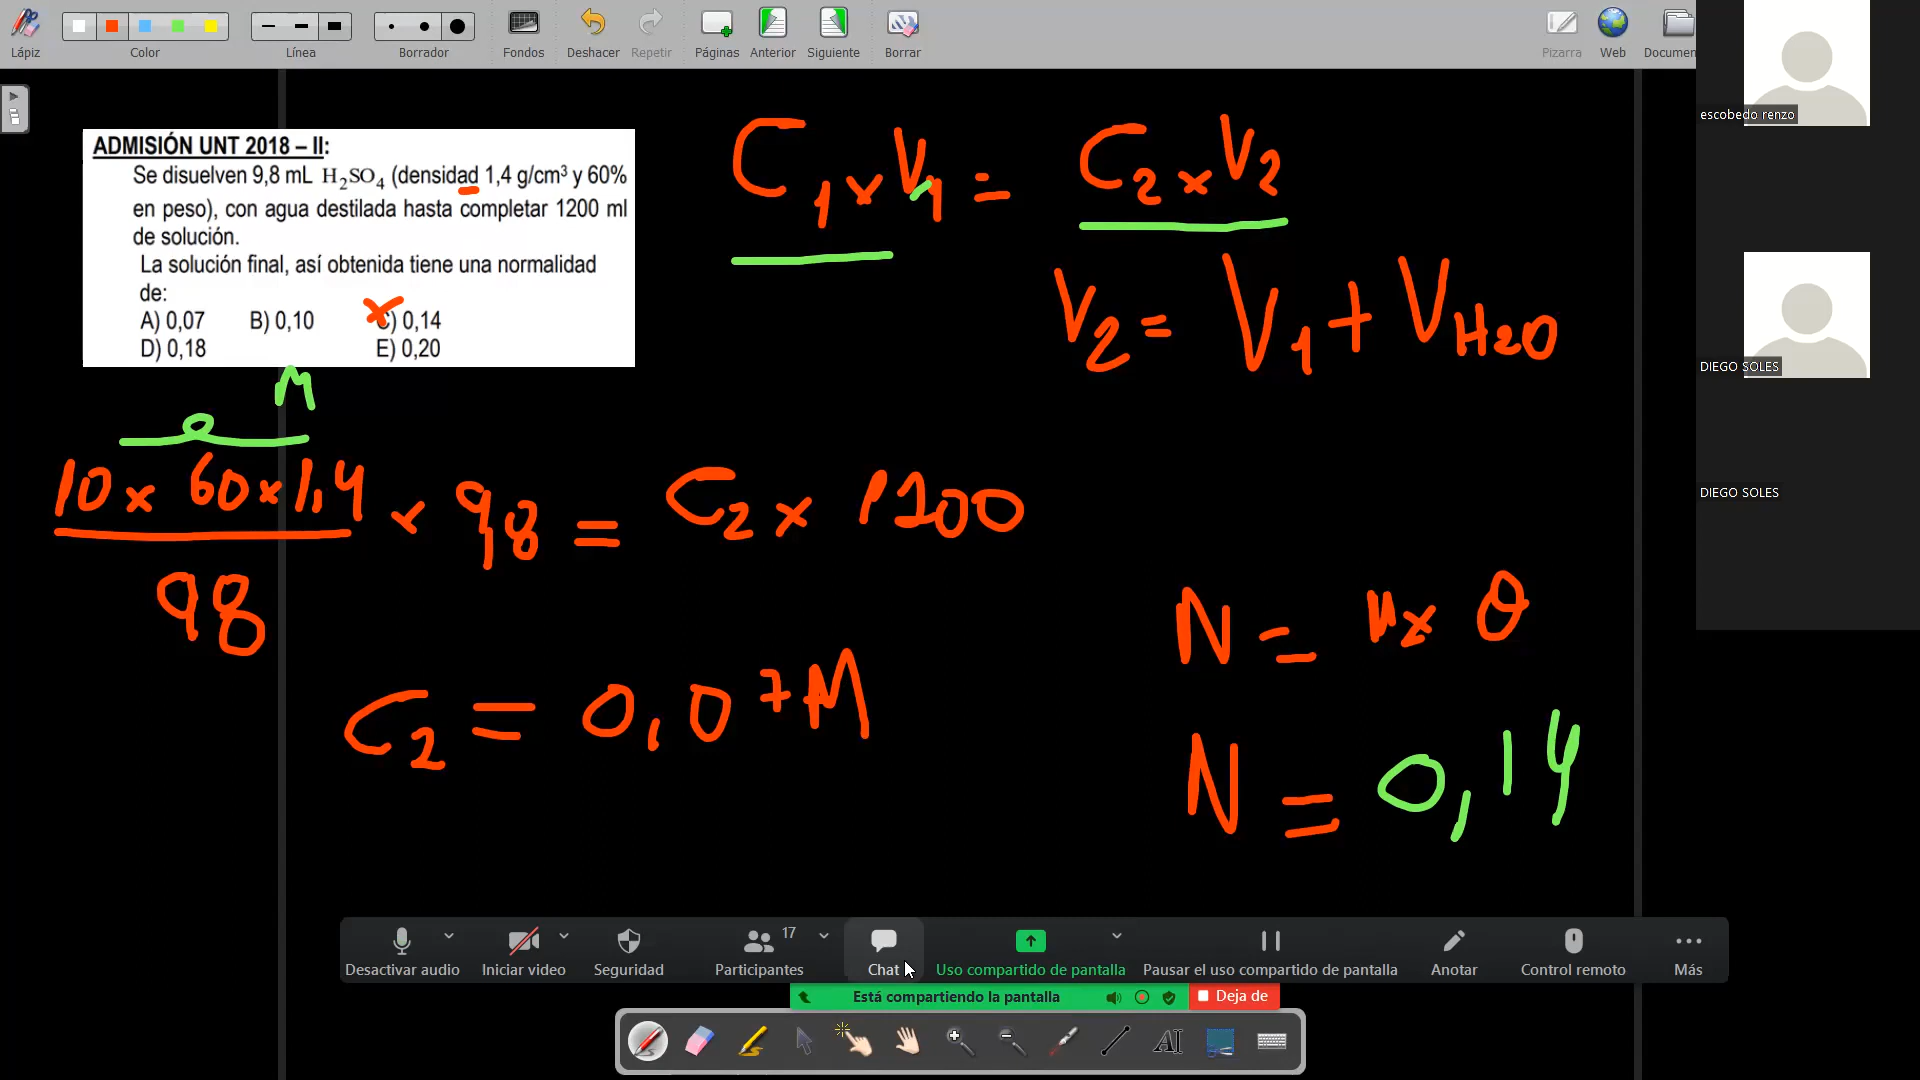 Lápiz
Color
Línea
Borrador
Fondos
Deshacer
Repetir
Páginas
Anterior
Siguiente
Borrar
Pizarra
Web
Documen
escobedo renzo
DIEGO SOLES
DIEGO SOLES
ADMISIÓN UNT 2018 – II:
Se disuelven 9,8 mL H₂SO₄ (densidad 1,4 g/cm³ y 60%
en peso), con agua destilada hasta completar 1200 ml
de solución.
La solución final, así obtenida tiene una normalidad
de:
A) 0,07 B) 0,10 C) 0,14
D) 0,18 E) 0,20
C₁ x V₁ = C₂ x V₂
V₂ = V₁ + V H2O
M
10 x 60 x 1,4 x 9,8 = C₂ x 1200
98
C₂ = 0,07 M
N = M x θ
N = 0,14
Desactivar audio
Iniciar video
Seguridad
Participantes
17
Chat
Uso compartido de pantalla
Pausar el uso compartido de pantalla
Anotar
Control remoto
Más
Está compartiendo la pantalla
Deja de